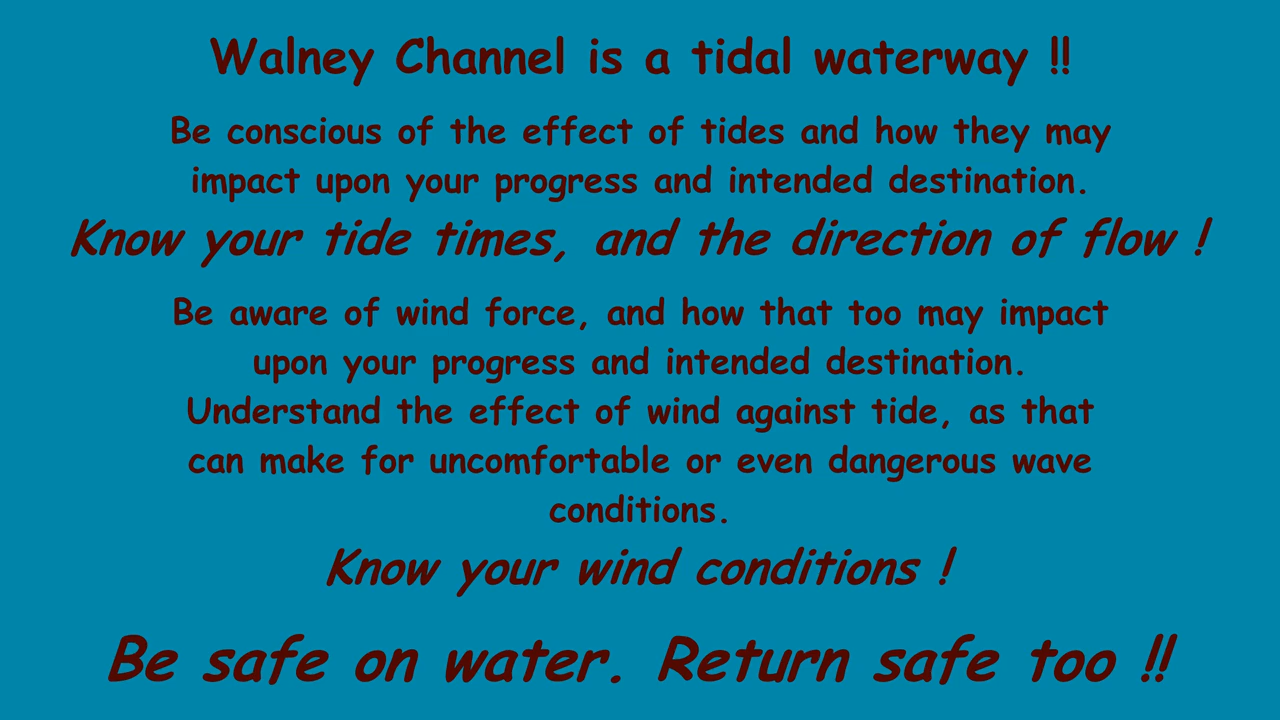 Walney Channel is a tidal waterway !!
Be conscious of the effect of tides and how they may
impact upon your progress and intended destination.
Know your tide times, and the direction of flow !
Be aware of wind force, and how that too may impact
upon your progress and intended destination.
Understand the effect of wind against tide, as that
can make for uncomfortable or even dangerous wave
conditions.
Know your wind conditions !
Be safe on water. Return safe too !!